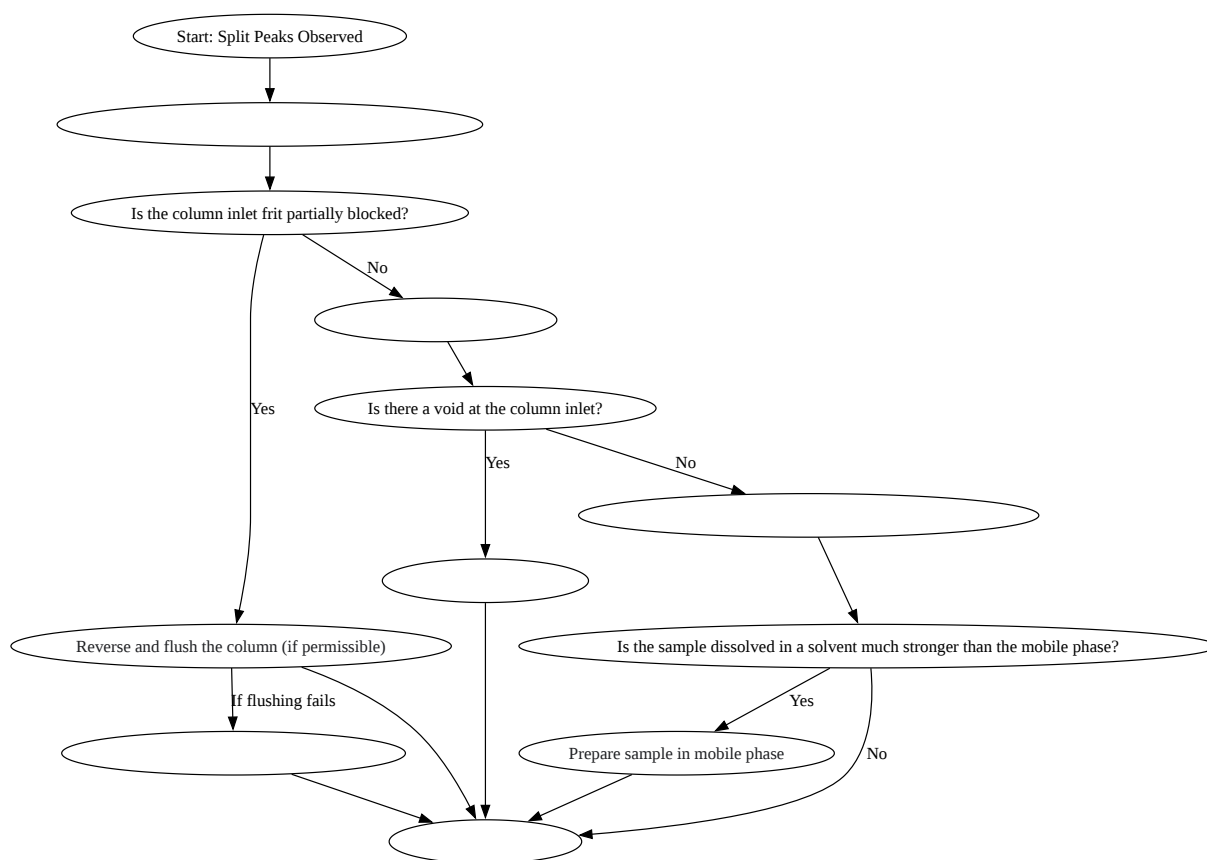 Start: Split Peaks Observed
Is the column inlet frit partially blocked?
No
Is there a void at the column inlet?
Yes
Yes
No
Reverse and flush the column (if permissible)
Is the sample dissolved in a solvent much stronger than the mobile phase?
If flushing fails
Yes
Prepare sample in mobile phase
No